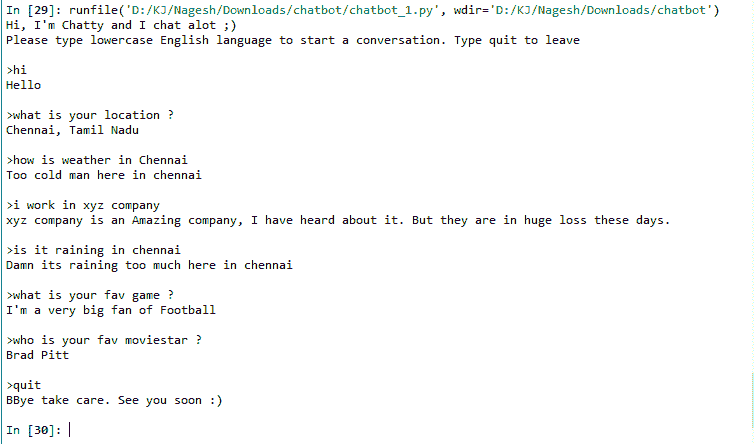 In [29]: runfile('D:/KJ/Nagesh/Downloads/chatbot/chatbot_1.py', wdir='D:/KJ/Nagesh/Downloads/chatbot')
Hi, I'm Chatty and I chat alot ;)
Please type lowercase English language to start a conversation. Type quit to leave
>hi
Hello
>what is your location ?
Chennai, Tamil Nadu
>how is weather in Chennai
Too cold man here in chennai
>i work in xyz company
xyz company is an Amazing company, I have heard about it. But they are in huge loss these days.
>is it raining in chennai
Damn its raining too much here in chennai
>what is your fav game ?
I'm a very big fan of Football
>who is your fav moviestar ?
Brad Pitt
>quit
BBye take care. See you soon :)
In [30]: